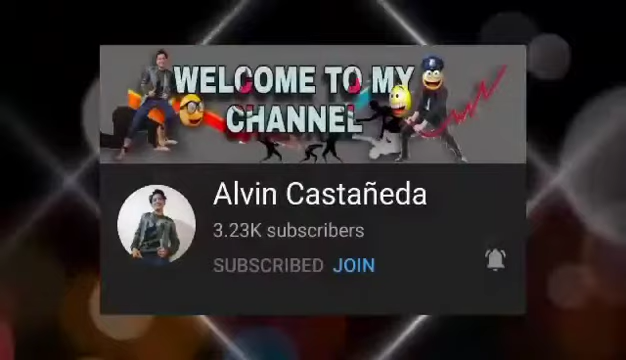 WELCOME TO MY
CHANNEL
Alvin Castañeda
3.23K subscribers
SUBSCRIBED JOIN